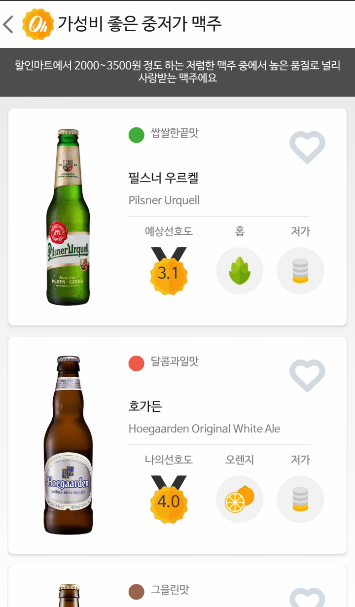 Oh 가성비 좋은 중저가 맥주
할인마트에서 2000~3500원 정도 하는 저렴한 맥주 중에서 높은 품질로 널리
사랑받는 맥주에요
쌉쌀한끝맛
필스너 우르켈
Pilsner Urquell
예상선호도 홉 저가
3.1
Pilsner Urquell
달콤과일맛
호가든
Hoegaarden Original White Ale
나의선호도 오렌지 저가
4.0
Hoegaarden
그을린맛